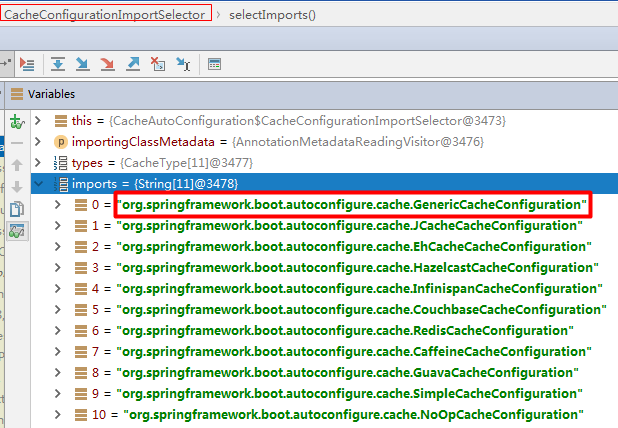 CacheConfigurationImportSelector > selectImports()
Variables
this = {CacheAutoConfiguration$CacheConfigurationImportSelector@3473}
importingClassMetadata = {AnnotationMetadataReadingVisitor@3476}
types = {CacheType[11]@3477}
imports = {String[11]@3478}
0 = "org.springframework.boot.autoconfigure.cache.GenericCacheConfiguration"
1 = "org.springframework.boot.autoconfigure.cache.JCacheCacheConfiguration"
2 = "org.springframework.boot.autoconfigure.cache.EhCacheCacheConfiguration"
3 = "org.springframework.boot.autoconfigure.cache.HazelcastCacheConfiguration"
4 = "org.springframework.boot.autoconfigure.cache.InfinispanCacheConfiguration"
5 = "org.springframework.boot.autoconfigure.cache.CouchbaseCacheConfiguration"
6 = "org.springframework.boot.autoconfigure.cache.RedisCacheConfiguration"
7 = "org.springframework.boot.autoconfigure.cache.CaffeineCacheConfiguration"
8 = "org.springframework.boot.autoconfigure.cache.GuavaCacheConfiguration"
9 = "org.springframework.boot.autoconfigure.cache.SimpleCacheConfiguration"
10 = "org.springframework.boot.autoconfigure.cache.NoOpCacheConfiguration"